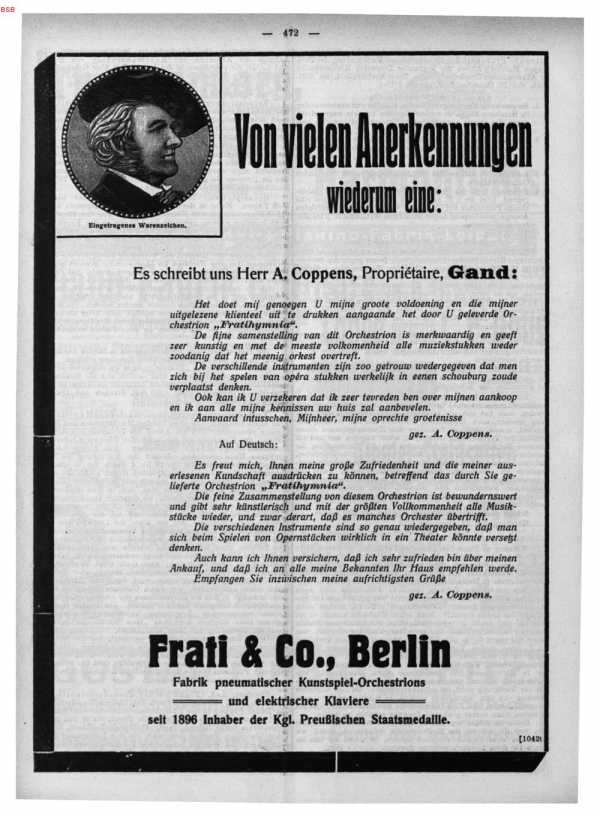 BSB
— 472 —
Eingetragenes Warenzeichen.
Von vielen Anerkennungen
wiederum eine:
Es schreibt uns Herr A. Coppens, Propriétaire, Gand:
Het doet mij genoegen U mijne groote voldoening en die mijner
uitgelezene klienteel uit te drukken aangaande het door U geleverde Or-
chestrion „Fratihymnia“.
De fijne samenstelling van dit Orchestrion is merkwaardig en geeft
zeer kunstig en met de meeste volkomenheid alle muziekstukken weder
zoodanig dat het meenig orkest overtreft.
De verschillende instrumenten zijn zoo getrouw wedergegeven dat men
zich bij het spelen van opéra stukken werkelijk in eenen schouburg zoude
verplaatst denken.
Ook kan ik U verzekeren dat ik zeer tevreden ben over mijnen aankoop
en ik aan alle mijne kennissen uw huis zal aanbevelen.
Aanvaard intusschen, Mijnheer, mijne oprechte groetenisse
gez. A. Coppens.
Auf Deutsch:
Es freut mich, Ihnen meine große Zufriedenheit und die meiner aus-
erlesenen Kundschaft ausdrücken zu können, betreffend das durch Sie ge-
lieferte Orchestrion „Fratihymnia“.
Die feine Zusammenstellung von diesem Orchestrion ist bewundernswert
und gibt sehr künstlerisch und mit der größten Vollkommenheit alle Musik-
stücke wieder, und zwar derart, daß es manches Orchester übertrifft.
Die verschiedenen Instrumente sind so genau wiedergegeben, daß man
sich beim Spielen von Opernstücken wirklich in ein Theater könnte versetzt
denken.
Auch kann ich Ihnen versichern, daß ich sehr zufrieden bin über meinen
Ankauf, und daß ich an alle meine Bekannten Ihr Haus empfehlen werde.
Empfangen Sie inzwischen meine aufrichtigsten Grüße
gez. A. Coppens.
Frati & Co., Berlin
Fabrik pneumatischer Kunstspiel-Orchestrions
und elektrischer Klaviere
seit 1896 Inhaber der Kgl. Preußischen Staatsmedaille.